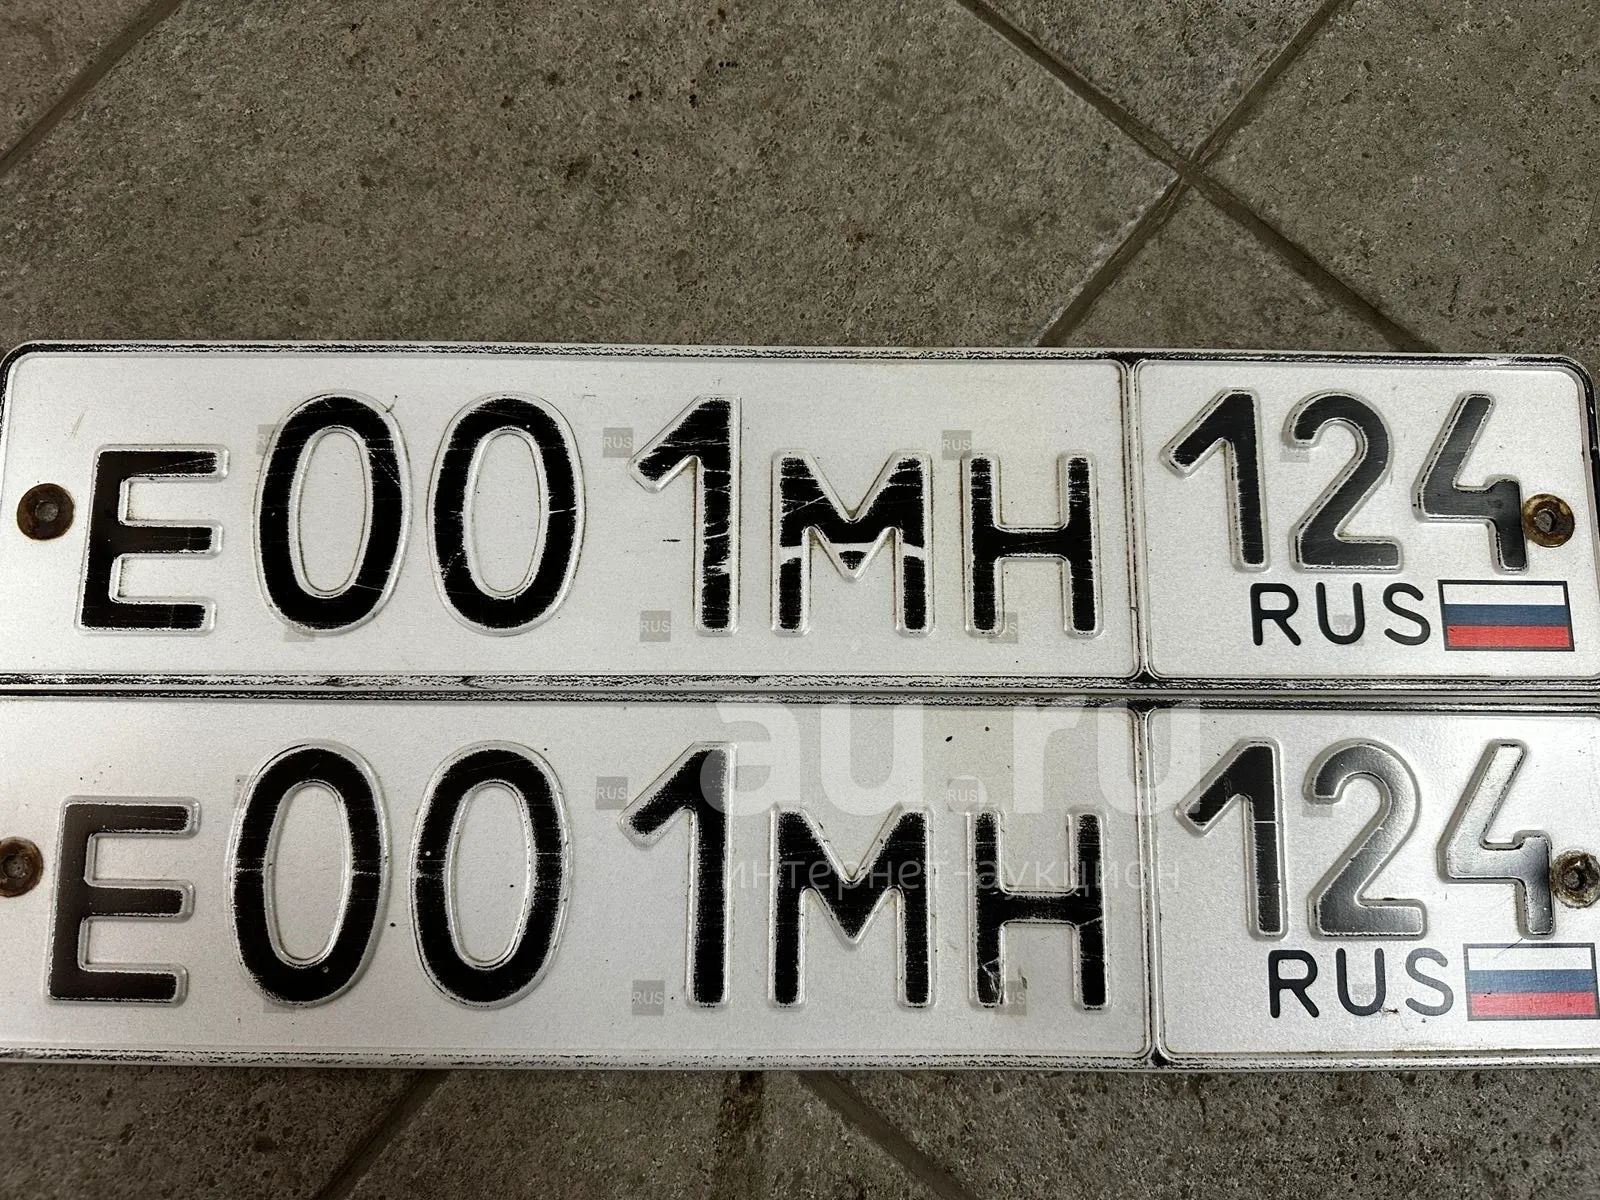 Е001МН 124
RUS
au.ru
интернет-аукцион
Е001МН 124
RUS